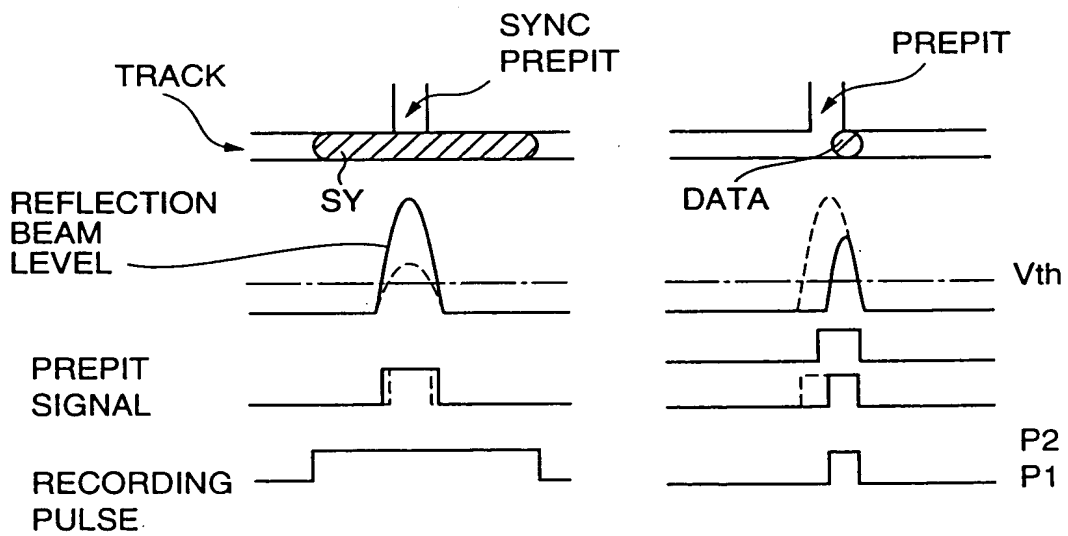 SYNC
PREPIT
PREPIT
TRACK
SY
DATA
REFLECTION
BEAM
LEVEL
Vth
PREPIT
SIGNAL
P2
P1
RECORDING
PULSE